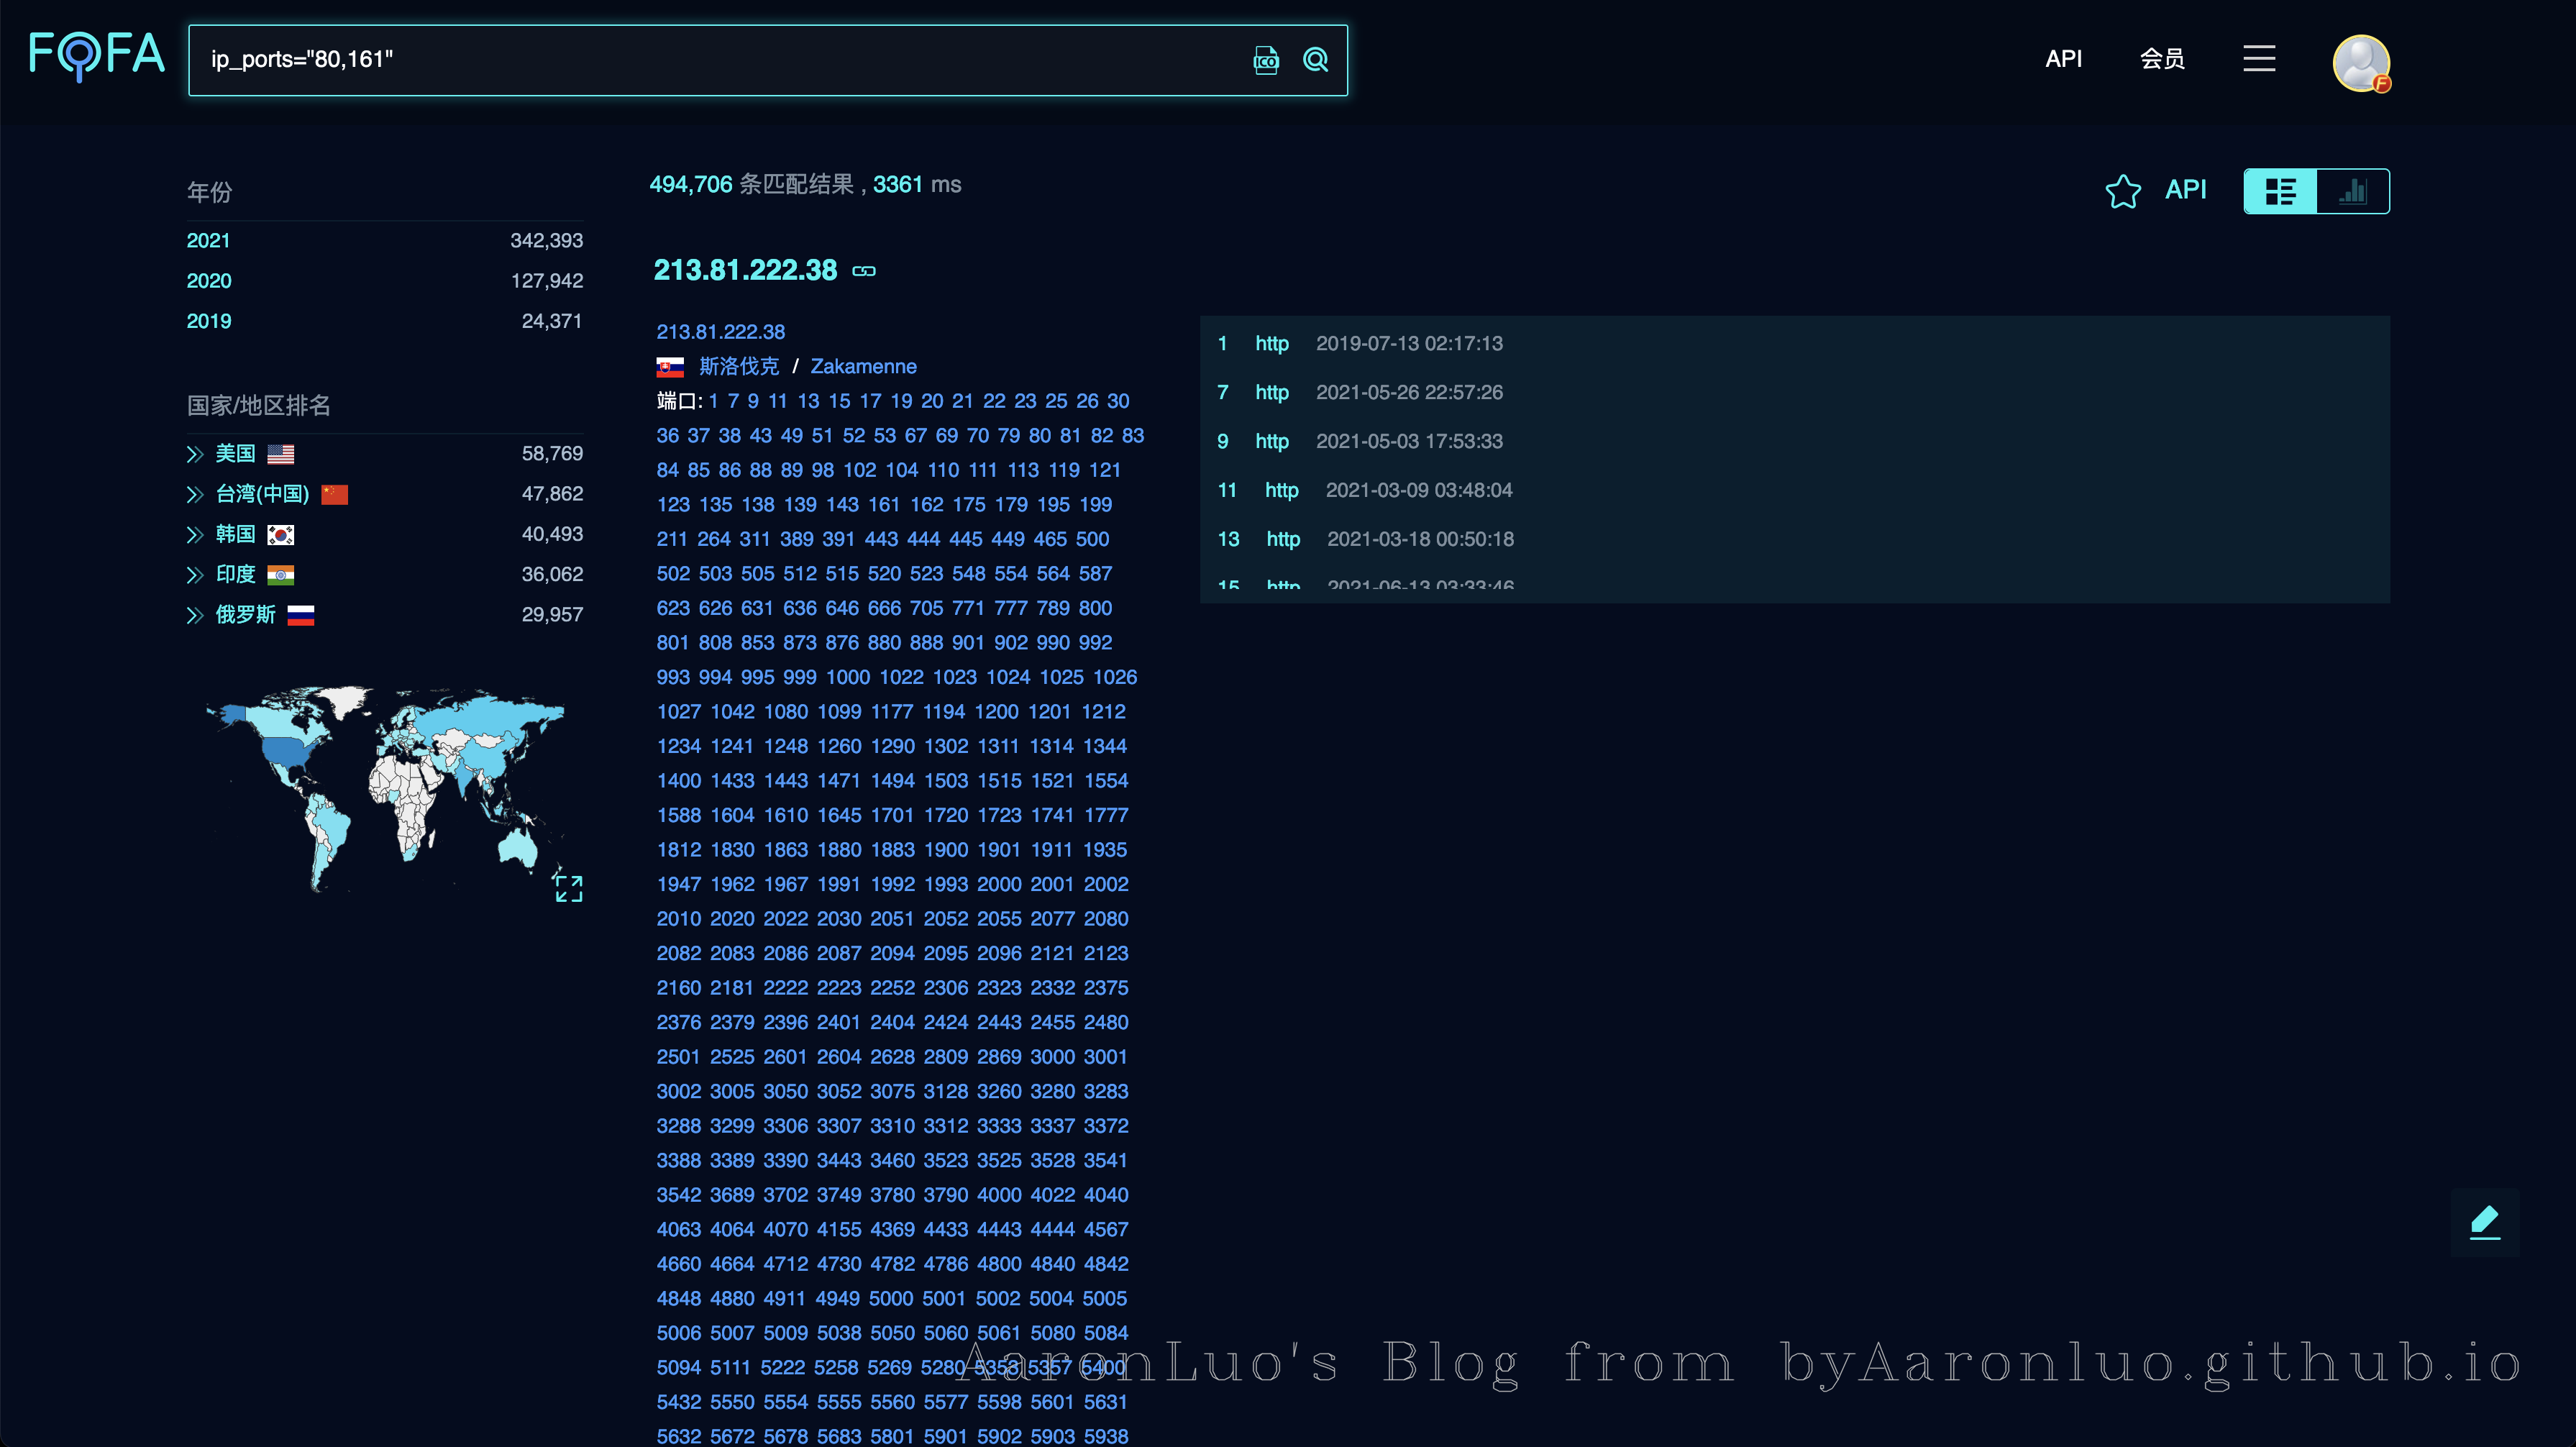 FOFA
ip_ports="80,161"
ICO
API
会员
F
年份
2021 342,393
2020 127,942
2019 24,371
国家/地区排名
美国 58,769
台湾(中国) 47,862
韩国 40,493
印度 36,062
俄罗斯 29,957
494,706 条匹配结果 , 3361 ms
API
213.81.222.38
213.81.222.38
斯洛伐克 / Zakamenne
端口: 1 7 9 11 13 15 17 19 20 21 22 23 25 26 30
36 37 38 43 49 51 52 53 67 69 70 79 80 81 82 83
84 85 86 88 89 98 102 104 110 111 113 119 121
123 135 138 139 143 161 162 175 179 195 199
211 264 311 389 391 443 444 445 449 465 500
502 503 505 512 515 520 523 548 554 564 587
623 626 631 636 646 666 705 771 777 789 800
801 808 853 873 876 880 888 901 902 990 992
993 994 995 999 1000 1022 1023 1024 1025 1026
1027 1042 1080 1099 1177 1194 1200 1201 1212
1234 1241 1248 1260 1290 1302 1311 1314 1344
1400 1433 1443 1471 1494 1503 1515 1521 1554
1588 1604 1610 1645 1701 1720 1723 1741 1777
1812 1830 1863 1880 1883 1900 1901 1911 1935
1947 1962 1967 1991 1992 1993 2000 2001 2002
2010 2020 2022 2030 2051 2052 2055 2077 2080
2082 2083 2086 2087 2094 2095 2096 2121 2123
2160 2181 2222 2223 2252 2306 2323 2332 2375
2376 2379 2396 2401 2404 2424 2443 2455 2480
2501 2525 2601 2604 2628 2809 2869 3000 3001
3002 3005 3050 3052 3075 3128 3260 3280 3283
3288 3299 3306 3307 3310 3312 3333 3337 3372
3388 3389 3390 3443 3460 3523 3525 3528 3541
3542 3689 3702 3749 3780 3790 4000 4022 4040
4063 4064 4070 4155 4369 4433 4443 4444 4567
4660 4664 4712 4730 4782 4786 4800 4840 4842
4848 4880 4911 4949 5000 5001 5002 5004 5005
5006 5007 5009 5038 5050 5060 5061 5080 5084
5094 5111 5222 5258 5269 5280 5353 5357 5400
5432 5550 5554 5555 5560 5577 5598 5601 5631
5632 5672 5678 5683 5801 5901 5902 5903 5938
1 http 2019-07-13 02:17:13
7 http 2021-05-26 22:57:26
9 http 2021-05-03 17:53:33
11 http 2021-03-09 03:48:04
13 http 2021-03-18 00:50:18
15 http 2021-06-13 03:33:46
AaronLuo's Blog from byAaronluo.github.io